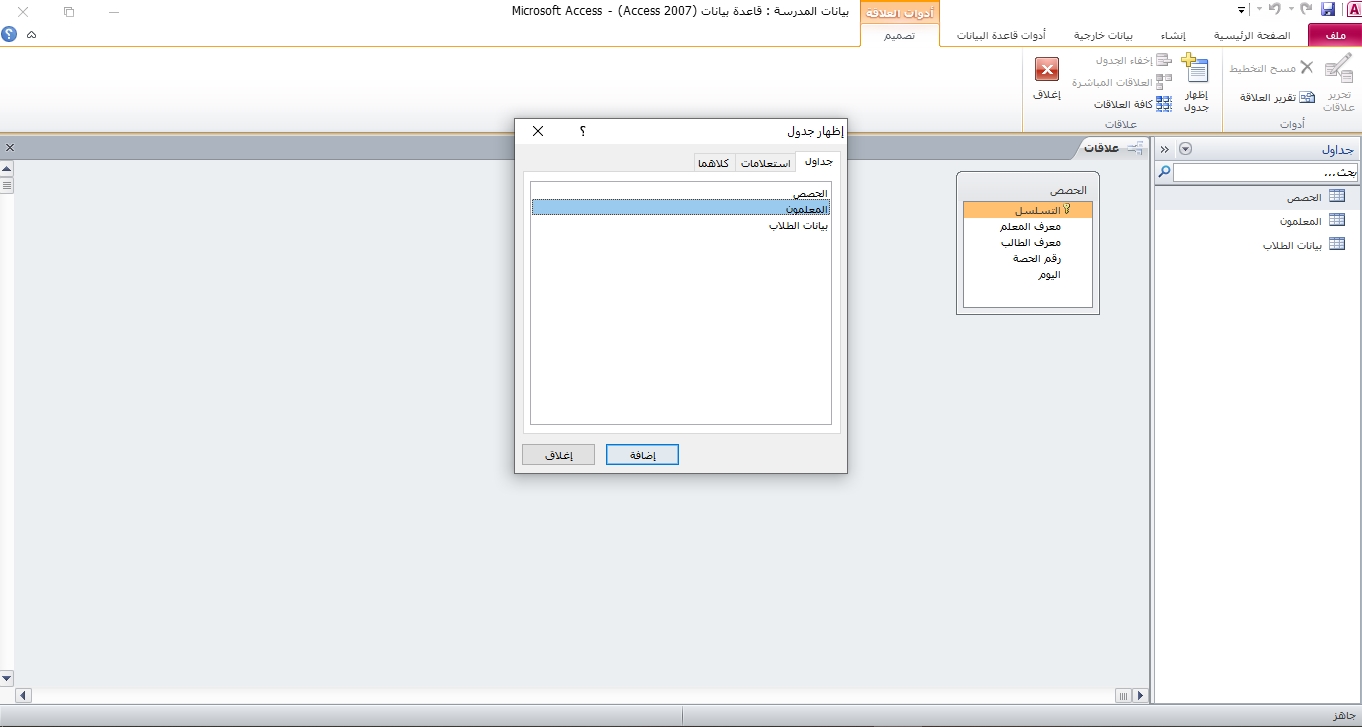 بيانات المدرسة : قاعدة بيانات (Access 2007) - Microsoft Access
أدوات العلاقة
ملف
الصفحة الرئيسية
إنشاء
بيانات خارجية
أدوات قاعدة البيانات
تصميم
تحرير علاقات
مسح التخطيط
تقرير العلاقة
أدوات
إظهار جدول
إخفاء الجدول
العلاقات المباشرة
كافة العلاقات
علاقات
إغلاق
جداول
بحث...
الحصص
المعلمون
بيانات الطلاب
علاقات
الحصص
التسلسل
معرف المعلم
معرف الطالب
رقم الحصة
اليوم
إظهار جدول
؟
جداول
استعلامات
كلاهما
الحصص
المعلمون
بيانات الطلاب
إضافة
إغلاق
جاهز